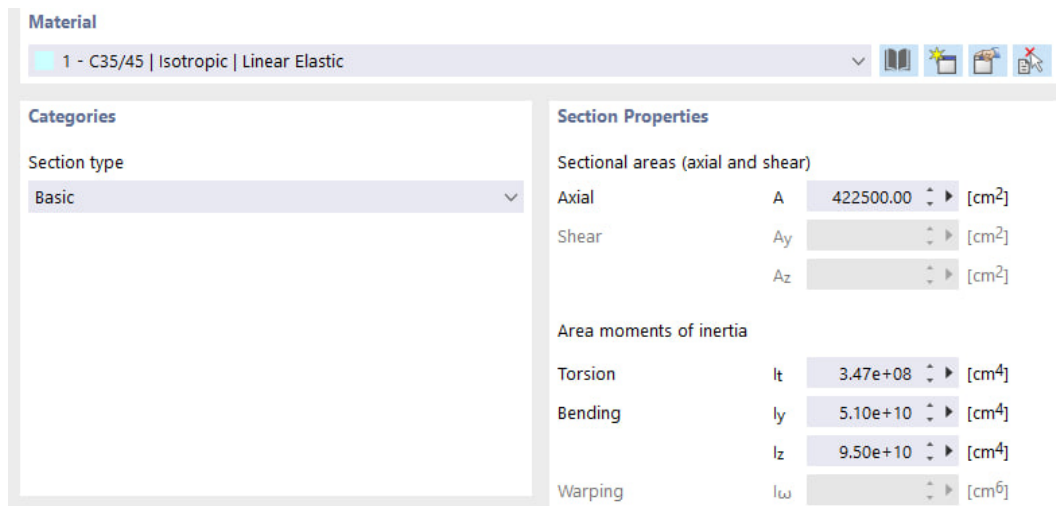 Material
1 - C35/45 | Isotropic | Linear Elastic
Categories
Section type
Basic
Section Properties
Sectional areas (axial and shear)
Axial A 422500.00 [cm2]
Shear Ay [cm2]
Az [cm2]
Area moments of inertia
Torsion It 3.47e+08 [cm4]
Bending Iy 5.10e+10 [cm4]
Iz 9.50e+10 [cm4]
Warping Iω [cm6]